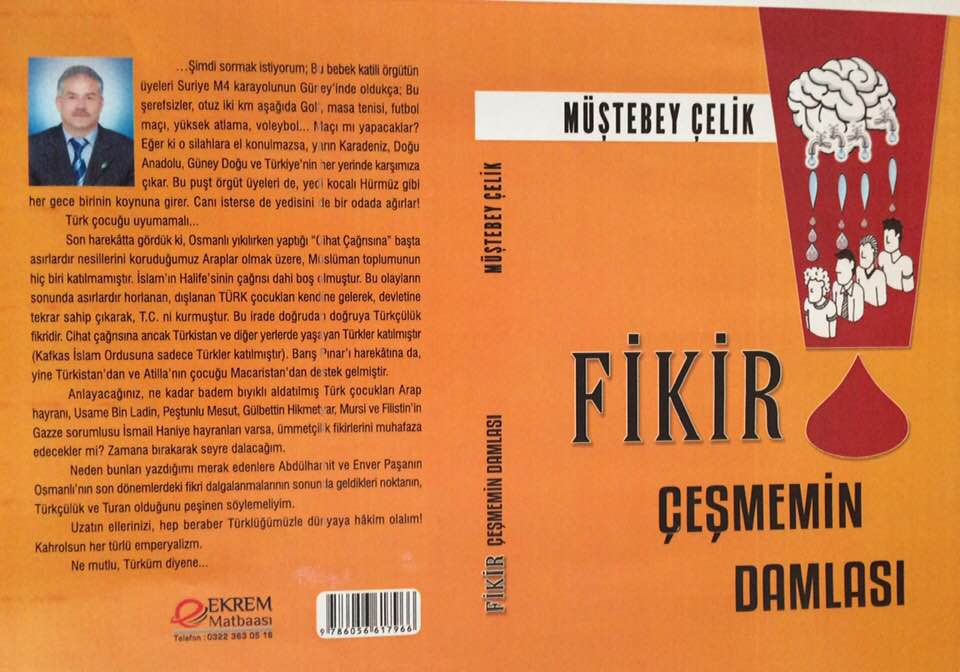 ...Şimdi sormak istiyorum; Bu bebek katili örgütün
üyeleri Suriye M4 karayolunun Güney'inde oldukça; Bu
şerefsizler, otuz iki km aşağıda Golf, masa tenisi, futbol
maçı, yüksek atlama, voleybol... Maçı mı yapacaklar?
Eğer ki o silahlara el konulmazsa, yarın Karadeniz, Doğu
Anadolu, Güney Doğu ve Türkiye'nin her yerinde karşımıza
çıkar. Bu puşt örgüt üyeleri de, yedi kocalı Hürmüz gibi
her gece birinin koynuna girer. Canı isterse de yedisini de bir odada ağırlar!
Türk çocuğu uyumamalı...
Son harekâtta gördük ki, Osmanlı yıkılırken yaptığı "Cihat Çağrısına" başta
asırlardır nesillerini koruduğumuz Araplar olmak üzere, Müslüman toplumunun
hiç biri katılmamıştır. İslam'ın Halife'sinin çağrısı dahi boş olmuştur. Bu olayların
sonunda asırlardır horlanan, dışlanan TÜRK çocukları kendine gelerek, devletine
tekrar sahip çıkarak, T.C. ni kurmuştur. Bu irade doğrudan doğruya Türkçülük
fikridir. Cihat çağrısına ancak Türkistan ve diğer yerlerde yaşayan Türkler katılmıştır
(Kafkas İslam Ordusuna sadece Türkler katılmıştır). Barış Pınar'ı harekâtına da,
yine Türkistan'dan ve Atilla'nın çocuğu Macaristan'dan destek gelmiştir.
Anlayacağınız, ne kadar badem bıyıklı aldatılmış Türk çocukları Arap
hayranı, Usame Bin Ladin, Peştunlu Mesut, Gülbettin Hikmetyar, Mursi ve Filistin'in
Gazze sorumlusu İsmail Haniye hayranları varsa, ümmetçilik fikirlerini muhafaza
edecekler mi? Zamana bırakarak seyre dalacağım.
Neden bunları yazdığımı merak edenlere Abdülhamit ve Enver Paşanın
Osmanlı'nın son dönemlerdeki fikri dalgalanmalarının sonunda geldikleri noktanın,
Türkçülük ve Turan olduğunu peşinen söylemeliyim.
Uzatın ellerinizi, hep beraber Türklüğümüzle dünyaya hâkim olalım!
Kahrolsun her türlü emperyalizm.
Ne mutlu, Türküm diyene...
EKREM
Matbaası
Telefon : 0322 363 05 16
9 786056 617966
MÜŞTEBEY ÇELİK
FİKİR ÇEŞMEMİN DAMLASI
MÜŞTEBEY ÇELİK
FİKİR
ÇEŞMEMİN
DAMLASI